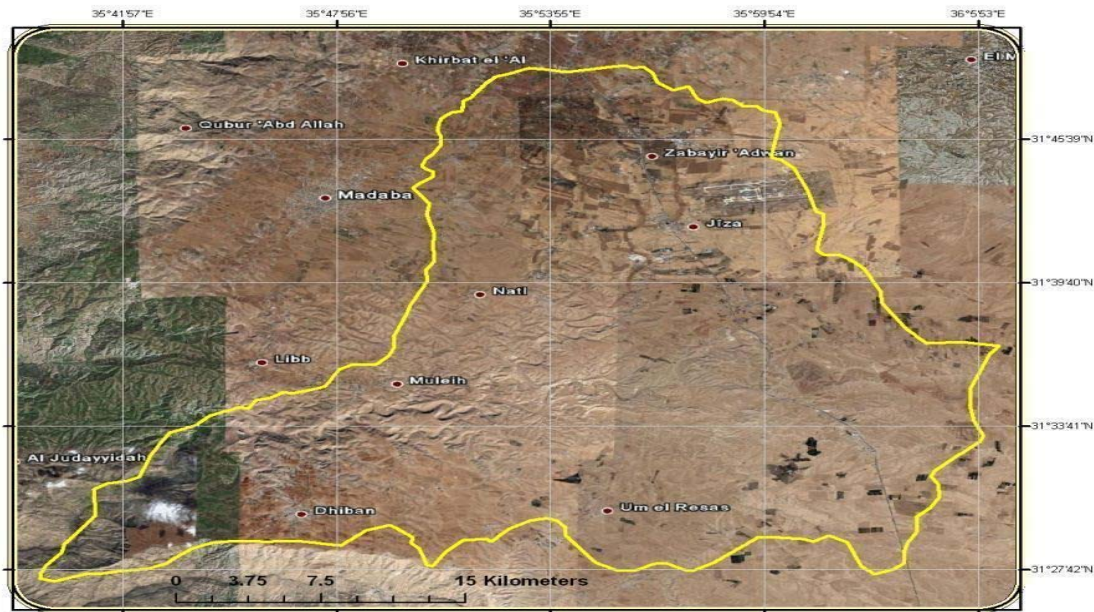 35°41'57"E 35°47'56"E 35°53'55"E 35°59'54"E 36°5'53"E
Khirbat el 'Al
El M
Qubur 'Abd Allah
31°45'39"N
Zabayir 'Adwan
Madaba
Jiza
31°39'40"N
Natl
Libb
Muleih
31°33'41"N
Al Judayyidah
Dhiban
Um el Resas
31°27'42"N
0 3.75 7.5 15 Kilometers